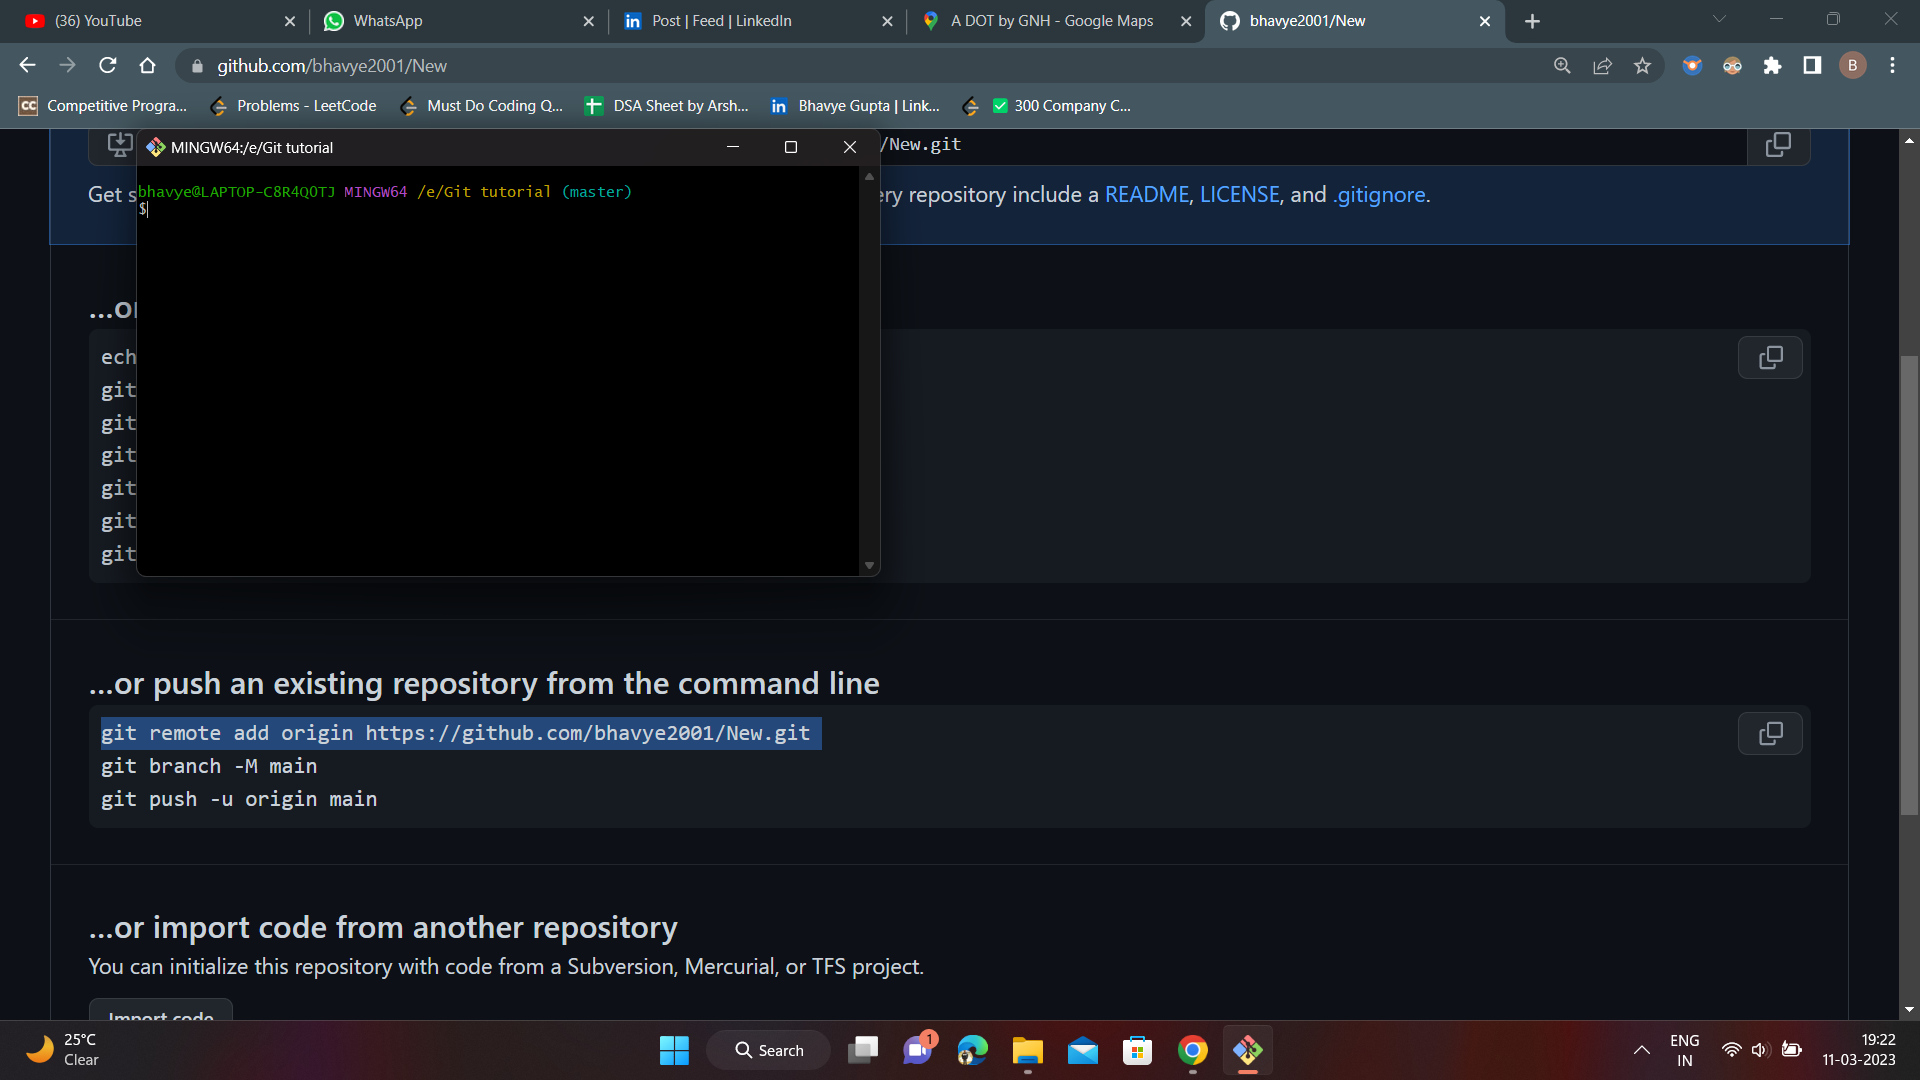 (36) YouTube
WhatsApp
Post | Feed | LinkedIn
A DOT by GNH - Google Maps
bhavye2001/New
github.com/bhavye2001/New
B
CC Competitive Progra...
Problems - LeetCode
Must Do Coding Q...
DSA Sheet by Arsh...
in Bhavye Gupta | Link...
300 Company C...
MINGW64:/e/Git tutorial
/New.git
bhavye@LAPTOP-C8R4QOTJ MINGW64 /e/Git tutorial (master)
$
Get s
ery repository include a README, LICENSE, and .gitignore.
...or
ech
git
git
git
git
git
git
...or push an existing repository from the command line
git remote add origin https://github.com/bhavye2001/New.git
git branch -M main
git push -u origin main
...or import code from another repository
You can initialize this repository with code from a Subversion, Mercurial, or TFS project.
Import code
25°C
Clear
Search
1
ENG
IN
19:22
11-03-2023